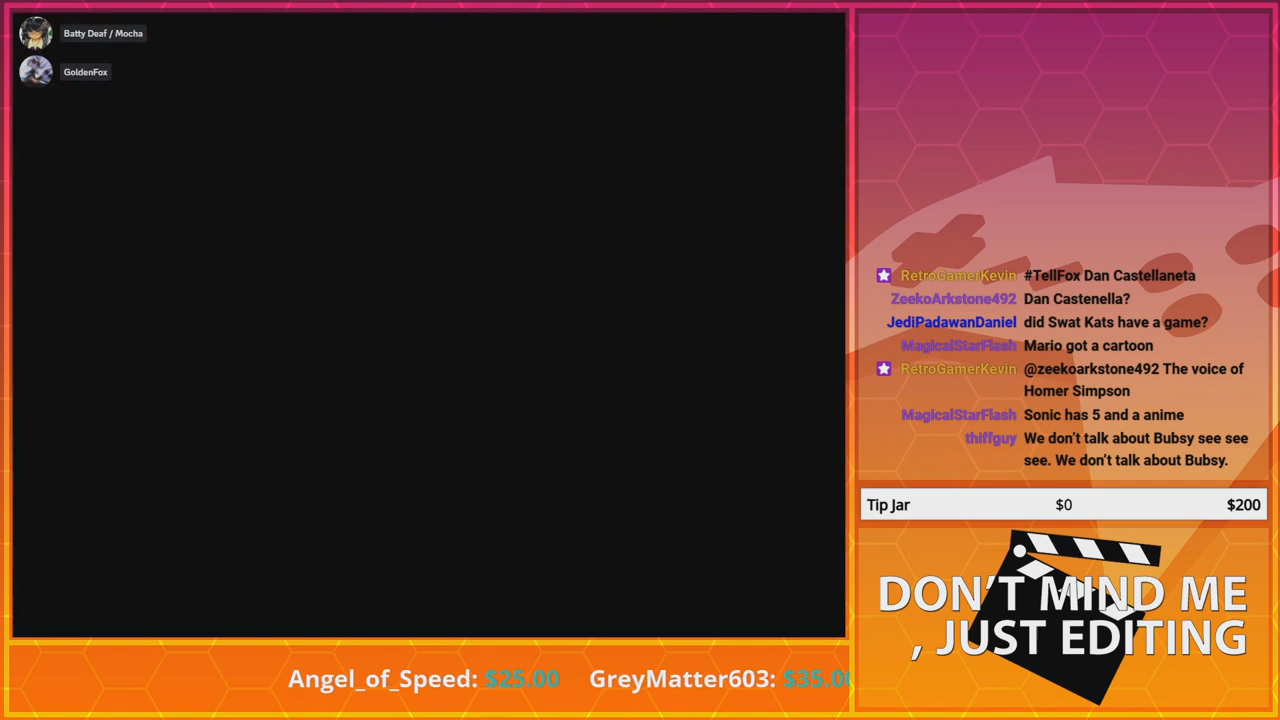 Batty Deaf / Mocha
GoldenFox
RetroGamerKevin #TellFox Dan Castellaneta
ZeekoArkstone492 Dan Castenella?
JediPadawanDaniel did Swat Kats have a game?
MagicalStarFlash Mario got a cartoon
RetroGamerKevin @zeekoarkstone492 The voice of
Homer Simpson
MagicalStarFlash Sonic has 5 and a anime
thiffguy We don't talk about Bubsy see see
see. We don't talk about Bubsy.
Tip Jar $0 $200
DON'T MIND ME
, JUST EDITING
Angel_of_Speed: $25.00 GreyMatter603: $35.0